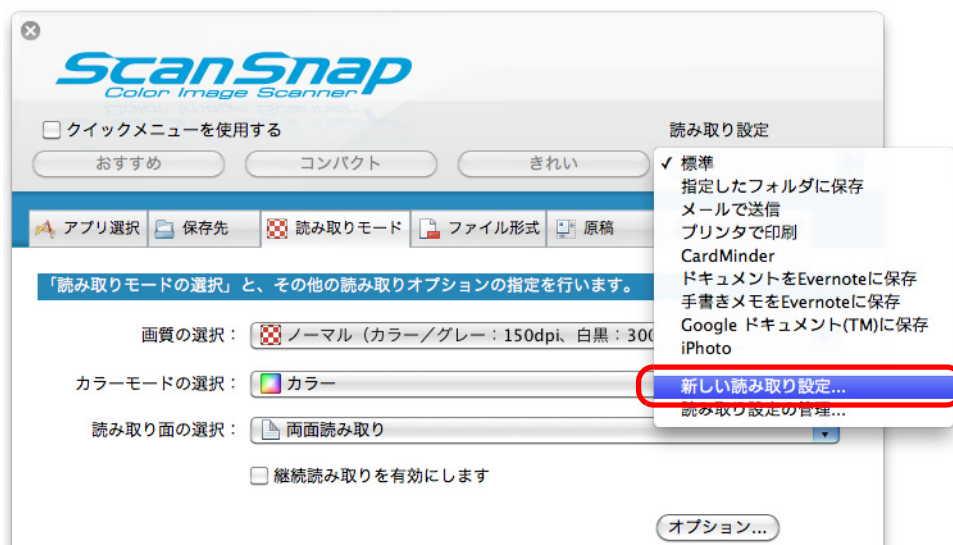 ScanSnap
Color Image Scanner
クイックメニューを使用する
読み取り設定
おすすめ
コンパクト
きれい
✓ 標準
指定したフォルダに保存
メールで送信
プリンタで印刷
CardMinder
ドキュメントをEvernoteに保存
手書きメモをEvernoteに保存
Google ドキュメント(TM)に保存
iPhoto
新しい読み取り設定...
読み取り設定の管理...
アプリ選択
保存先
読み取りモード
ファイル形式
原稿
「読み取りモードの選択」と、その他の読み取りオプションの指定を行います。
画質の選択：
ノーマル（カラー／グレー：150dpi、白黒：300
カラーモードの選択：
カラー
読み取り面の選択：
両面読み取り
継続読み取りを有効にします
オプション...